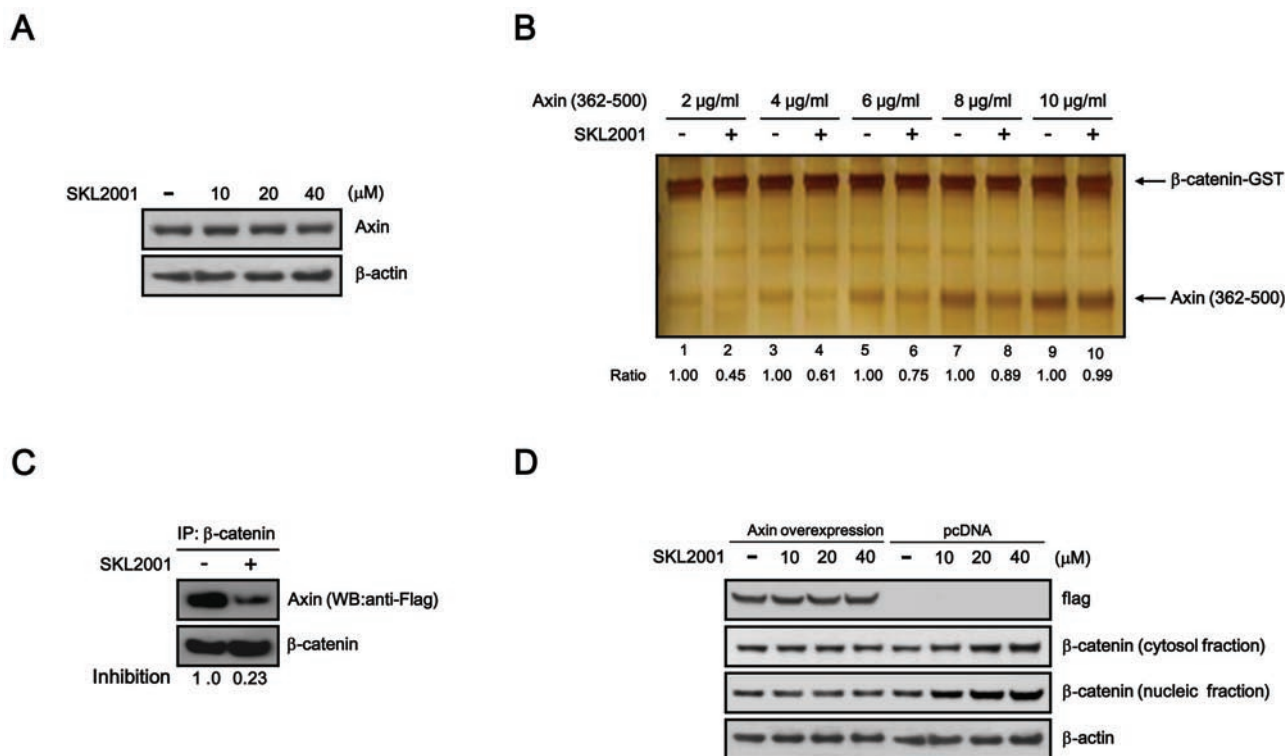 A
SKL2001 – 10 20 40 (μM)
Axin
β-actin
B
Axin (362-500) 2 μg/ml 4 μg/ml 6 μg/ml 8 μg/ml 10 μg/ml
SKL2001 - + - + - + - + - +
β-catenin-GST
Axin (362-500)
1 2 3 4 5 6 7 8 9 10
Ratio 1.00 0.45 1.00 0.61 1.00 0.75 1.00 0.89 1.00 0.99
C
IP: β-catenin
SKL2001 - +
Axin (WB:anti-Flag)
β-catenin
Inhibition 1 .0 0.23
D
Axin overexpression pcDNA
SKL2001 – 10 20 40 – 10 20 40 (μM)
flag
β-catenin (cytosol fraction)
β-catenin (nucleic fraction)
β-actin